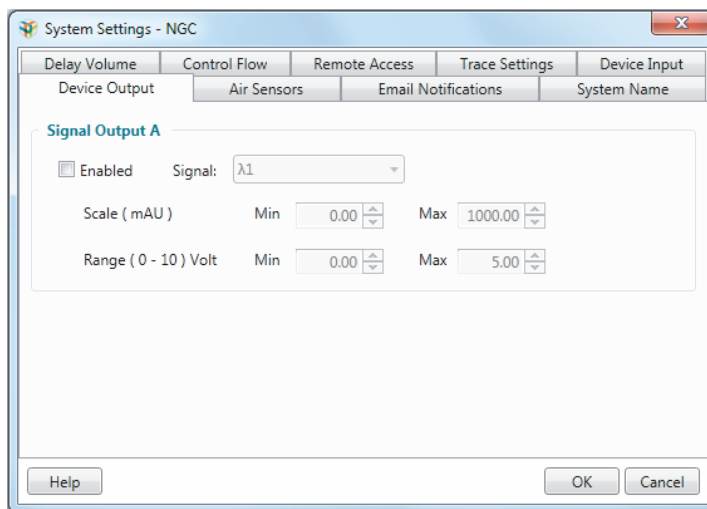 System Settings - NGC
Delay Volume Control Flow Remote Access Trace Settings Device Input
Device Output Air Sensors Email Notifications System Name
Signal Output A
Enabled Signal: λ1
Scale ( mAU ) Min 0.00 Max 1000.00
Range ( 0 - 10 ) Volt Min 0.00 Max 5.00
Help OK Cancel